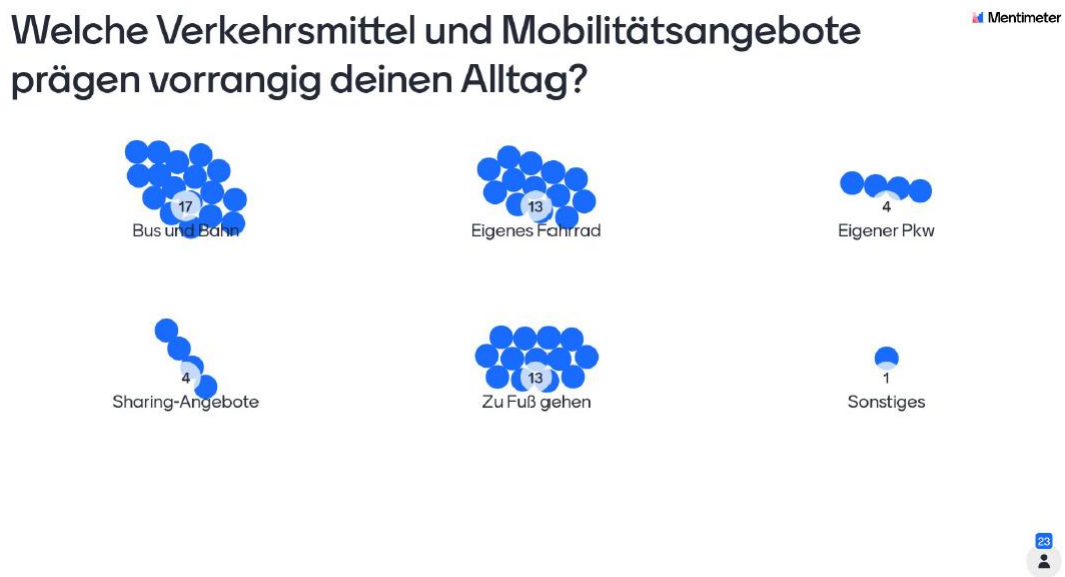 Welche Verkehrsmittel und Mobilitätsangebote
prägen vorrangig deinen Alltag?
Mentimeter
17
Bus und Bahn
13
Eigenes Fahrrad
4
Eigener Pkw
4
Sharing-Angebote
13
Zu Fuß gehen
1
Sonstiges
23